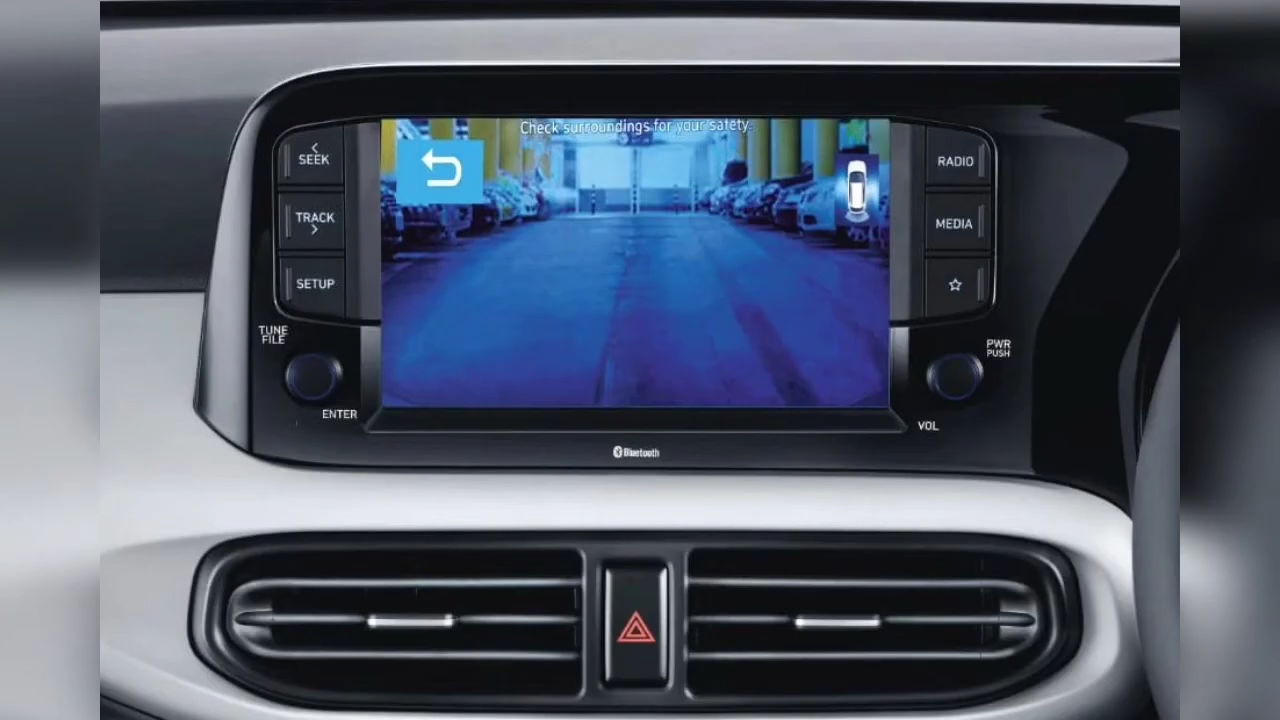 Check surroundings for your safety.
SEEK
TRACK
SETUP
TUNE
FILE
ENTER
RADIO
MEDIA
PWR
PUSH
VOL
Bluetooth